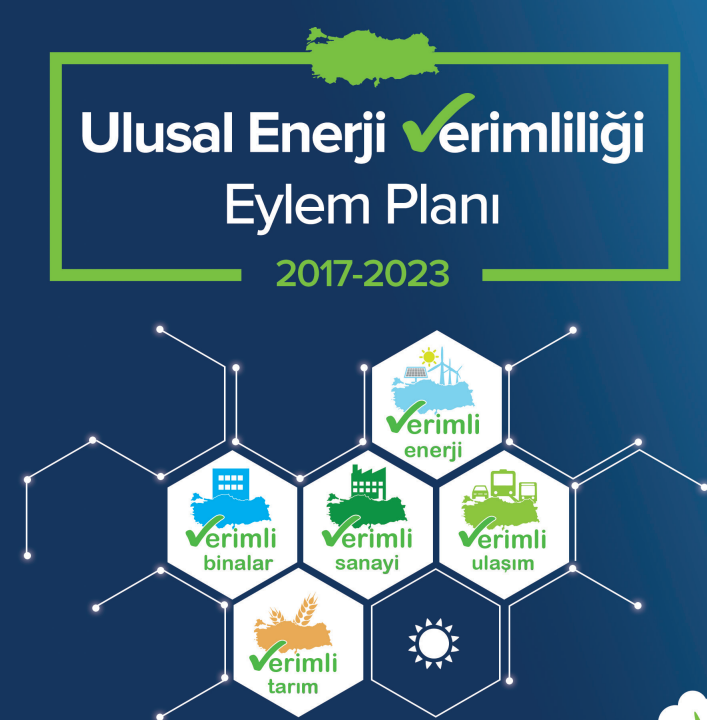 Ulusal Enerji Verimliliği
Eylem Planı
2017-2023
Verimli
enerji
Verimli
binalar
Verimli
sanayi
Verimli
ulaşım
Verimli
tarım